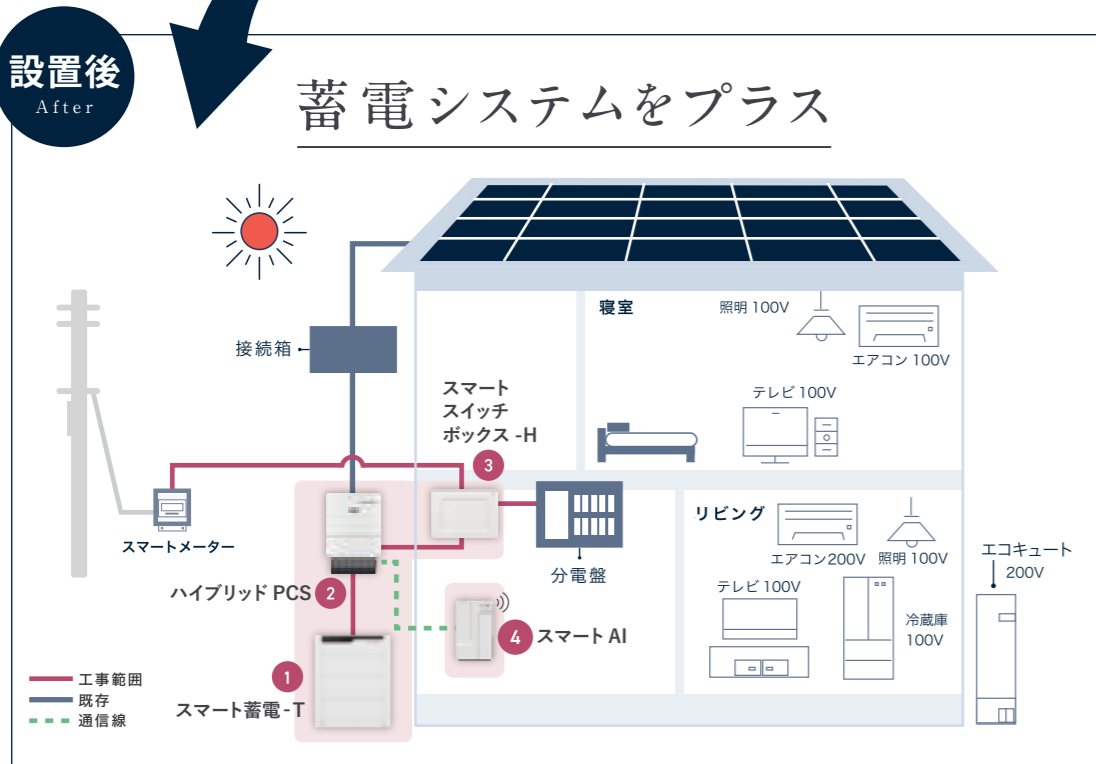 設置後
After
蓄電システムをプラス
接続箱
スマートメーター
スマート
スイッチ
ボックス -H
3
分電盤
ハイブリッド PCS
2
1
スマート蓄電-T
4
スマート AI
寝室
照明 100V
エアコン 100V
テレビ 100V
リビング
エアコン200V
照明 100V
テレビ 100V
冷蔵庫
100V
エコキュート
200V
工事範囲
既存
通信線